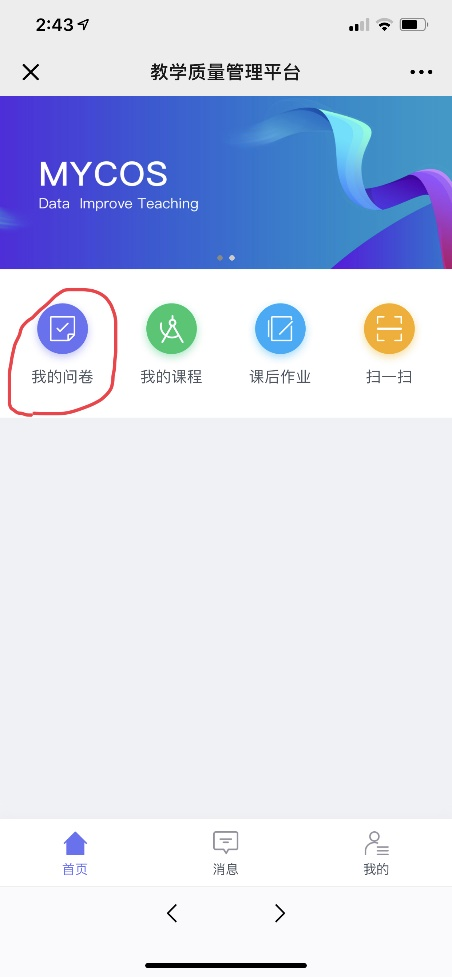 2:43
教学质量管理平台
MYCOS
Data Improve Teaching
我的问卷
我的课程
课后作业
扫一扫
首页
消息
我的